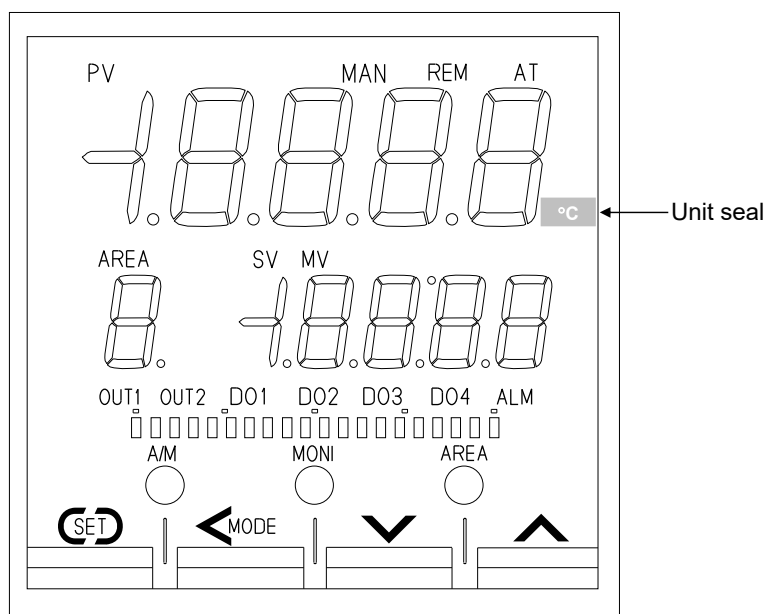 PV MAN REM AT
°C Unit seal
AREA SV MV
OUT1 OUT2 DO1 DO2 DO3 DO4 ALM
A/M MONI AREA
SET MODE